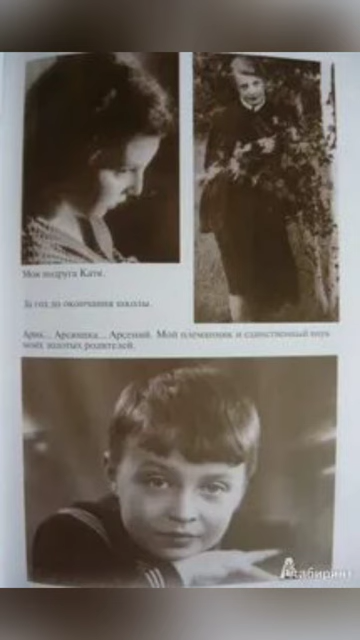 Моя подруга Катя.
За год до окончания школы.
Арик... Арсюшка... Арсений. Мой племянник и единственный внук
моих золотых родителей.
Лабиринт